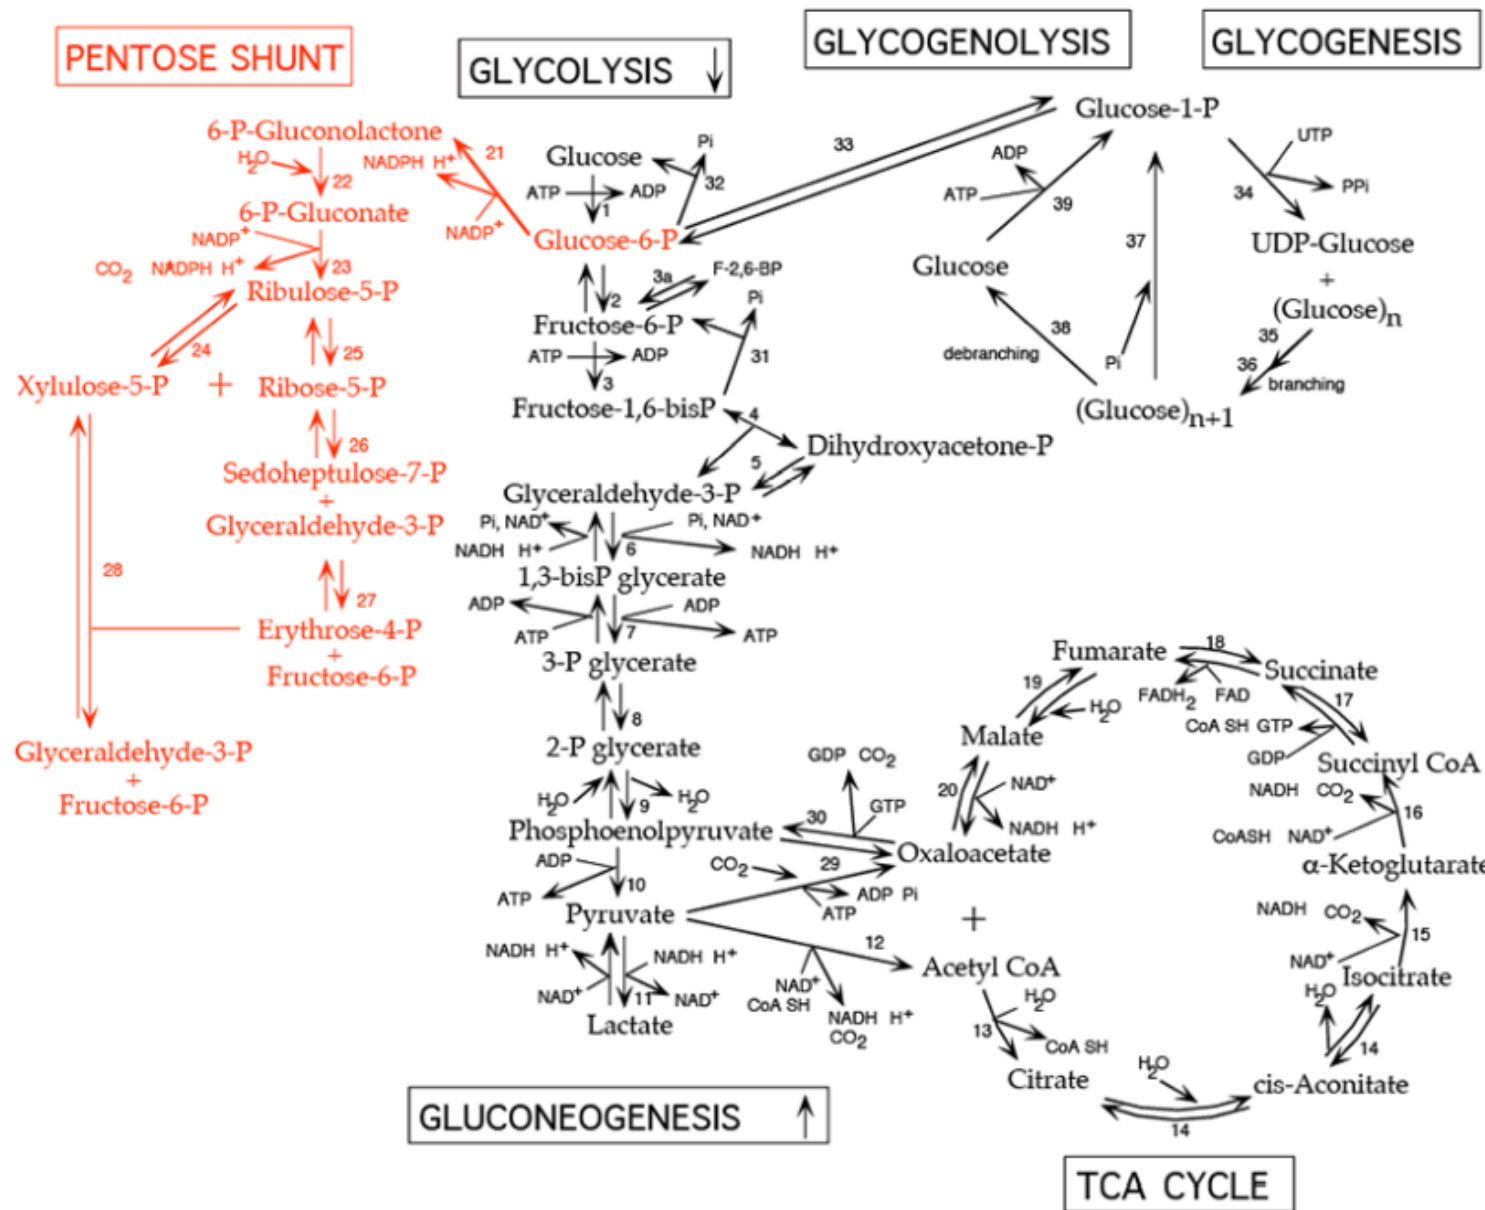 PENTOSE SHUNT
GLYCOLYSIS ↓
GLYCOGENOLYSIS
GLYCOGENESIS
6-P-Gluconolactone
H2O
22
NADPH H+
21
NADP+
6-P-Gluconate
NADP+
CO2 NADPH H+
23
Ribulose-5-P
24
25
Xylulose-5-P + Ribose-5-P
26
Sedoheptulose-7-P
+
Glyceraldehyde-3-P
28
27
Erythrose-4-P
+
Fructose-6-P
Glyceraldehyde-3-P
+
Fructose-6-P
Glucose
Pi
32
ATP ADP
1
Glucose-6-P
33
2
3a
F-2,6-BP
Fructose-6-P
Pi
31
ATP ADP
3
Fructose-1,6-bisP
4
Dihydroxyacetone-P
5
Glyceraldehyde-3-P
Pi, NAD+
NADH H+
6
Pi, NAD+
NADH H+
1,3-bisP glycerate
ADP
ATP
7
ADP
ATP
3-P glycerate
8
2-P glycerate
H2O
9
H2O
Phosphoenolpyruvate
30
GDP CO2
GTP
ADP
ATP
10
Pyruvate
CO2
29
ADP Pi
ATP
12
NAD+
CoA SH
NADH H+
CO2
NADH H+
NAD+
11
NADH H+
NAD+
Lactate
GLUCONEOGENESIS ↑
Glucose-1-P
ADP
ATP
39
37
UTP
PPi
34
Glucose
UDP-Glucose
+
(Glucose)n
38
debranching
Pi
35
36
branching
(Glucose)n+1
Fumarate
18
Succinate
FADH2 FAD
19
H2O
17
CoA SH GTP
GDP
Malate
Succinyl CoA
20
NAD+
NADH H+
NADH CO2
16
CoASH NAD+
Oxaloacetate
α-Ketoglutarate
+
NADH CO2
15
NAD+
Acetyl CoA
Isocitrate
H2O
13
CoA SH
H2O
14
Citrate
H2O
cis-Aconitate
14
TCA CYCLE